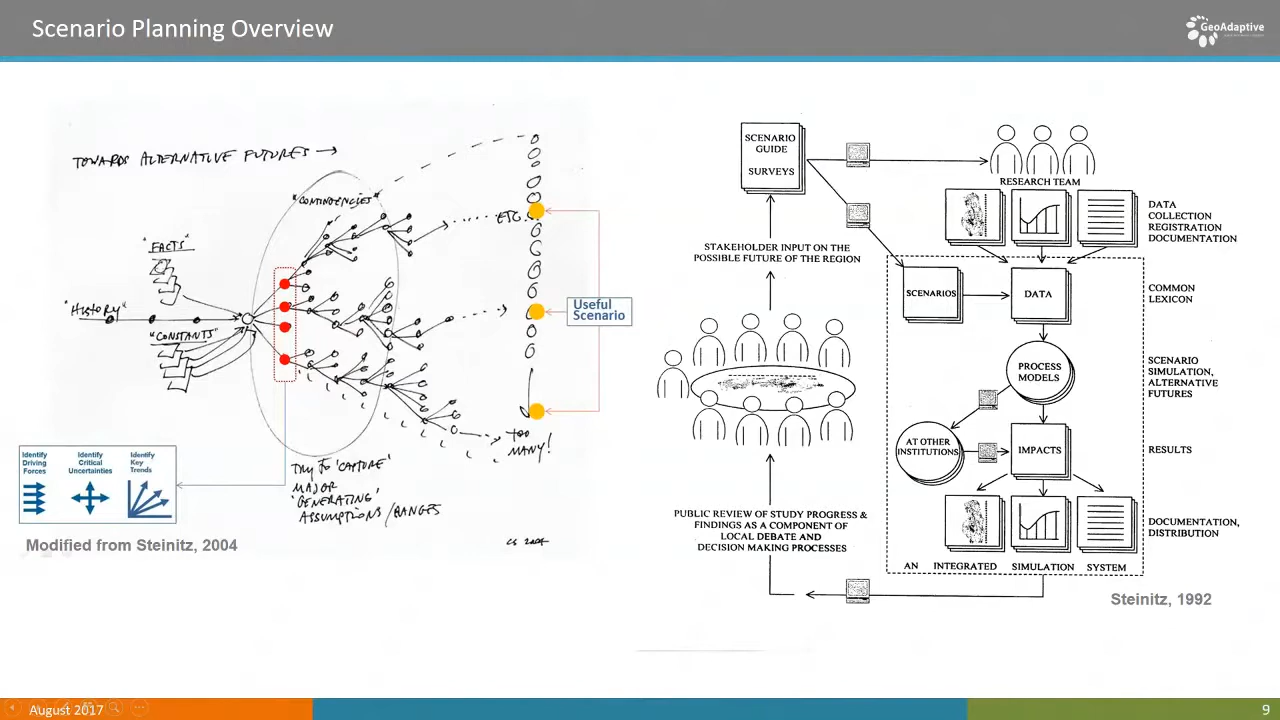 Scenario Planning Overview
GeoAdaptive
TOWARDS ALTERNATIVE FUTURES →
"CONTINGENCIES"
"FACTS"
"HISTORY"
"CONSTANTS"
ETC.
TOO
MANY!
TRY TO 'CAPTURE'
MAJOR
'GENERATING'
ASSUMPTIONS/RANGES
CS 2004
Useful
Scenario
Identify
Driving
Forces
Identify
Critical
Uncertainties
Identify
Key
Trends
Modified from Steinitz, 2004
SCENARIO
GUIDE
SURVEYS
RESEARCH TEAM
DATA
COLLECTION
REGISTRATION
DOCUMENTATION
STAKEHOLDER INPUT ON THE
POSSIBLE FUTURE OF THE REGION
SCENARIOS
DATA
COMMON
LEXICON
PROCESS
MODELS
SCENARIO
SIMULATION,
ALTERNATIVE
FUTURES
AT OTHER
INSTITUTIONS
IMPACTS
RESULTS
PUBLIC REVIEW OF STUDY PROGRESS &
FINDINGS AS A COMPONENT OF
LOCAL DEBATE AND
DECISION MAKING PROCESSES
DOCUMENTATION,
DISTRIBUTION
AN INTEGRATED SIMULATION SYSTEM
Steinitz, 1992
August 2017
9